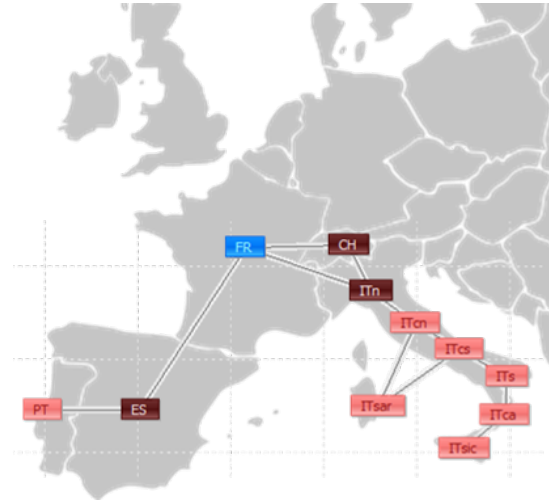 FR
CH
ITn
ITcn
ITcs
ITs
ITsar
PT
ES
ITca
ITsic